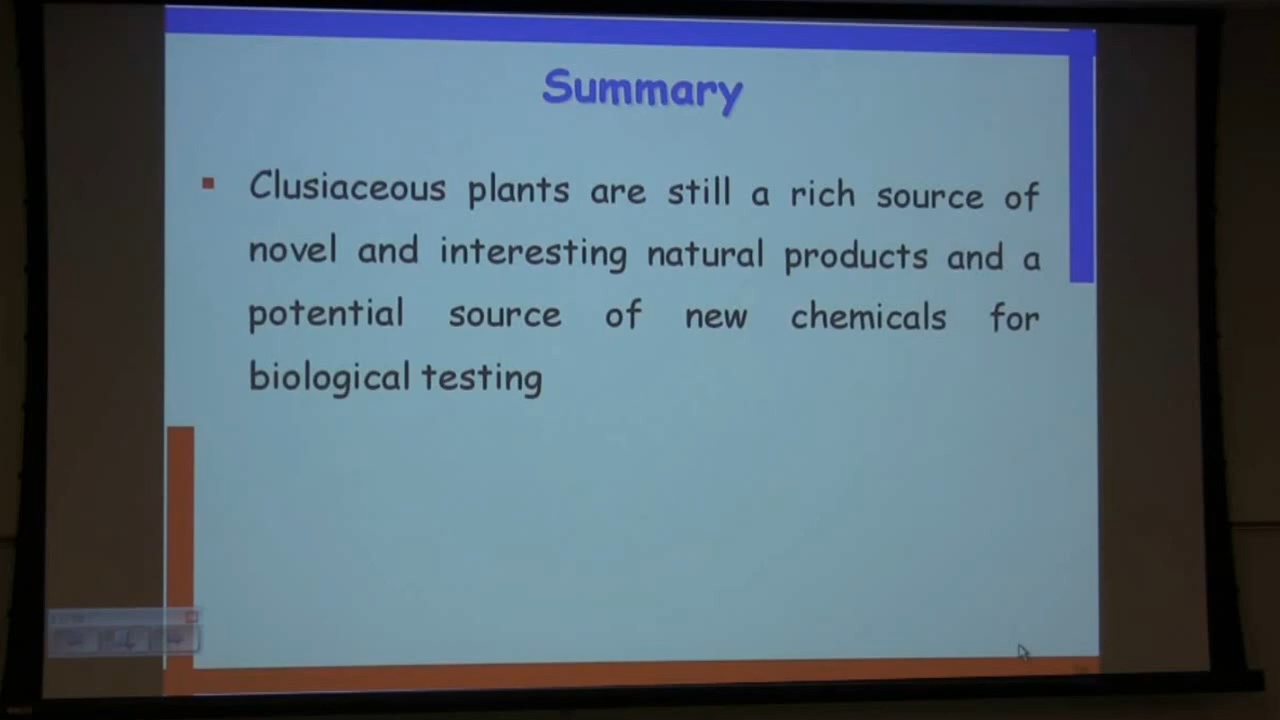 Summary
Clusiaceous plants are still a rich source of
novel and interesting natural products and a
potential source of new chemicals for
biological testing